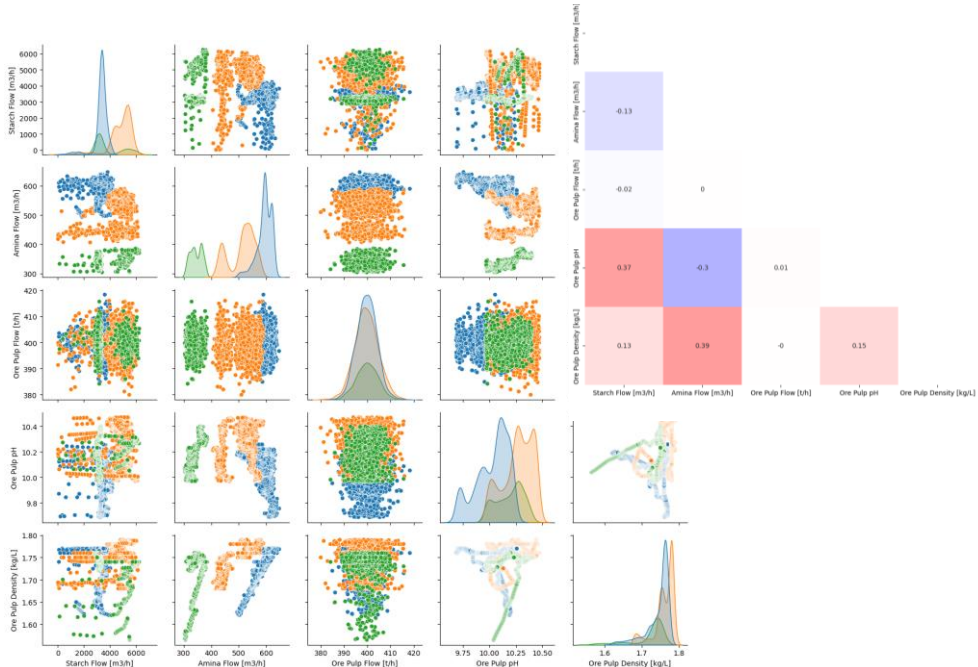 Starch Flow [m3/h]
6000
5000
4000
3000
2000
1000
0
Amina Flow [m3/h]
600
500
400
300
Ore Pulp Flow [t/h]
420
410
400
390
380
Ore Pulp pH
10.4
10.2
10.0
9.8
Ore Pulp Density [kg/L]
1.80
1.75
1.70
1.65
1.60
0 2000 4000 6000
Starch Flow [m3/h]
300 400 500 600
Amina Flow [m3/h]
380 400 420
Ore Pulp Flow [t/h]
9.75 10.00 10.25 10.50
Ore Pulp pH
1.6 1.7 1.8
Ore Pulp Density [kg/L]
Starch Flow [m3/h]
Amina Flow [m3/h]
-0.13
Ore Pulp Flow [t/h]
-0.02 0
Ore Pulp pH
0.37 -0.3 0.01
Ore Pulp Density [kg/L]
0.13 0.39 -0 0.15
Starch Flow [m3/h] Amina Flow [m3/h] Ore Pulp Flow [t/h] Ore Pulp pH Ore Pulp Density [kg/L]